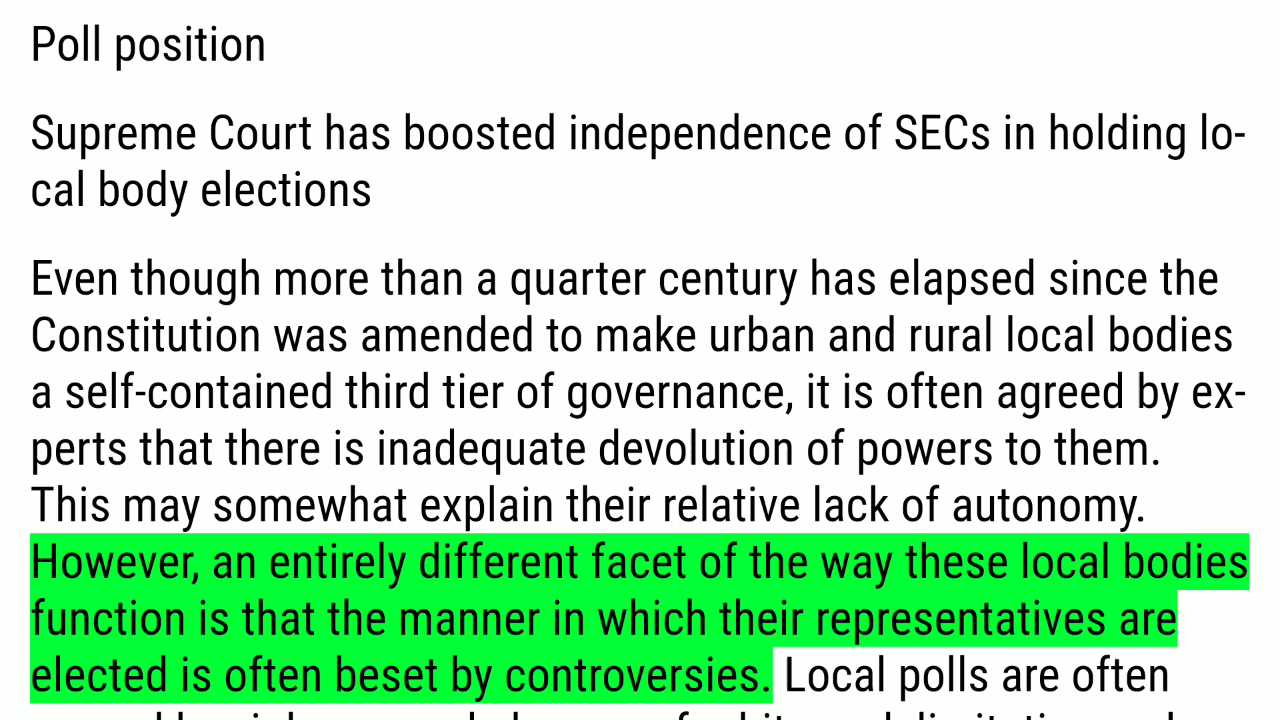 Poll position
Supreme Court has boosted independence of SECs in holding lo-
cal body elections
Even though more than a quarter century has elapsed since the
Constitution was amended to make urban and rural local bodies
a self-contained third tier of governance, it is often agreed by ex-
perts that there is inadequate devolution of powers to them.
This may somewhat explain their relative lack of autonomy.
However, an entirely different facet of the way these local bodies
function is that the manner in which their representatives are
elected is often beset by controversies. Local polls are often